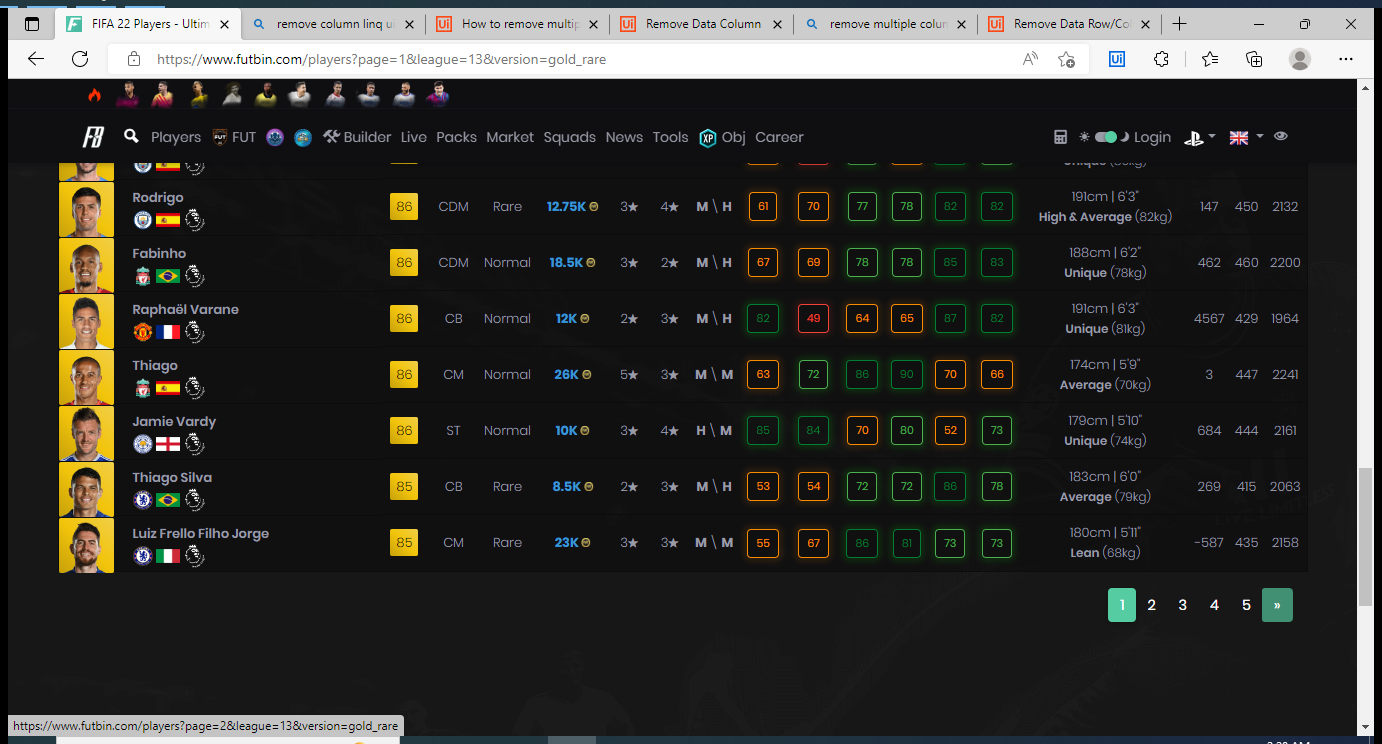 FIFA 22 Players - Ultim
remove column linq ui
How to remove multip
Remove Data Column
remove multiple colum
Remove Data Row/Col
https://www.futbin.com/players?page=1&league=13&version=gold_rare
Players FUT Builder Live Packs Market Squads News Tools XP Obj Career Login
Rodrigo 86 CDM Rare 12.75K 3★ 4★ M \ H 61 70 77 78 82 82 191cm | 6'3" 147 450 2132
High & Average (82kg)
Fabinho 86 CDM Normal 18.5K 3★ 2★ M \ H 67 69 78 78 85 83 188cm | 6'2" 462 460 2200
Unique (78kg)
Raphaël Varane 86 CB Normal 12K 2★ 3★ M \ H 82 49 64 65 87 82 191cm | 6'3" 4567 429 1964
Unique (81kg)
Thiago 86 CM Normal 26K 5★ 3★ M \ M 63 72 86 90 70 66 174cm | 5'9" 3 447 2241
Average (70kg)
Jamie Vardy 86 ST Normal 10K 3★ 4★ H \ M 85 84 70 80 52 73 179cm | 5'10" 684 444 2161
Unique (74kg)
Thiago Silva 85 CB Rare 8.5K 2★ 3★ M \ H 53 54 72 72 86 78 183cm | 6'0" 269 415 2063
Average (79kg)
Luiz Frello Filho Jorge 85 CM Rare 23K 3★ 3★ M \ M 55 67 86 81 73 73 180cm | 5'11" -587 435 2158
Lean (68kg)
1 2 3 4 5 »
https://www.futbin.com/players?page=2&league=13&version=gold_rare